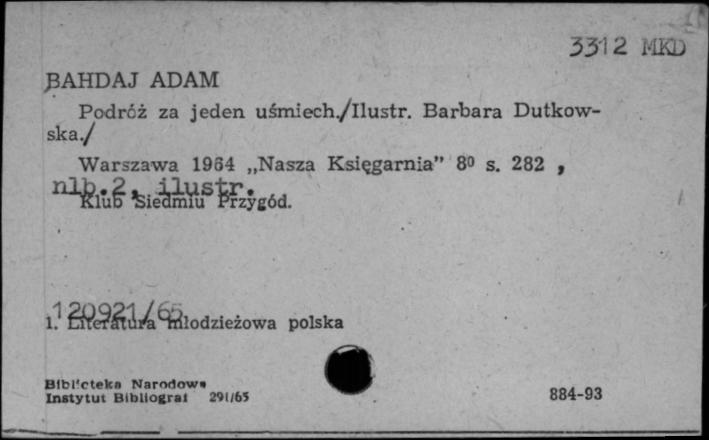 3312 MKD
BAHDAJ ADAM
Podróż za jeden uśmiech./Ilustr. Barbara Dutkow-
ska./
Warszawa 1964 „Nasza Księgarnia” 8⁰ s. 282 ,
nlb.2, ilustr.
Klub Siedmiu Przygód.
120921/65
1. Literatura młodzieżowa polska
Biblioteka Narodowa
Instytut Bibliograf 291/65
884-93